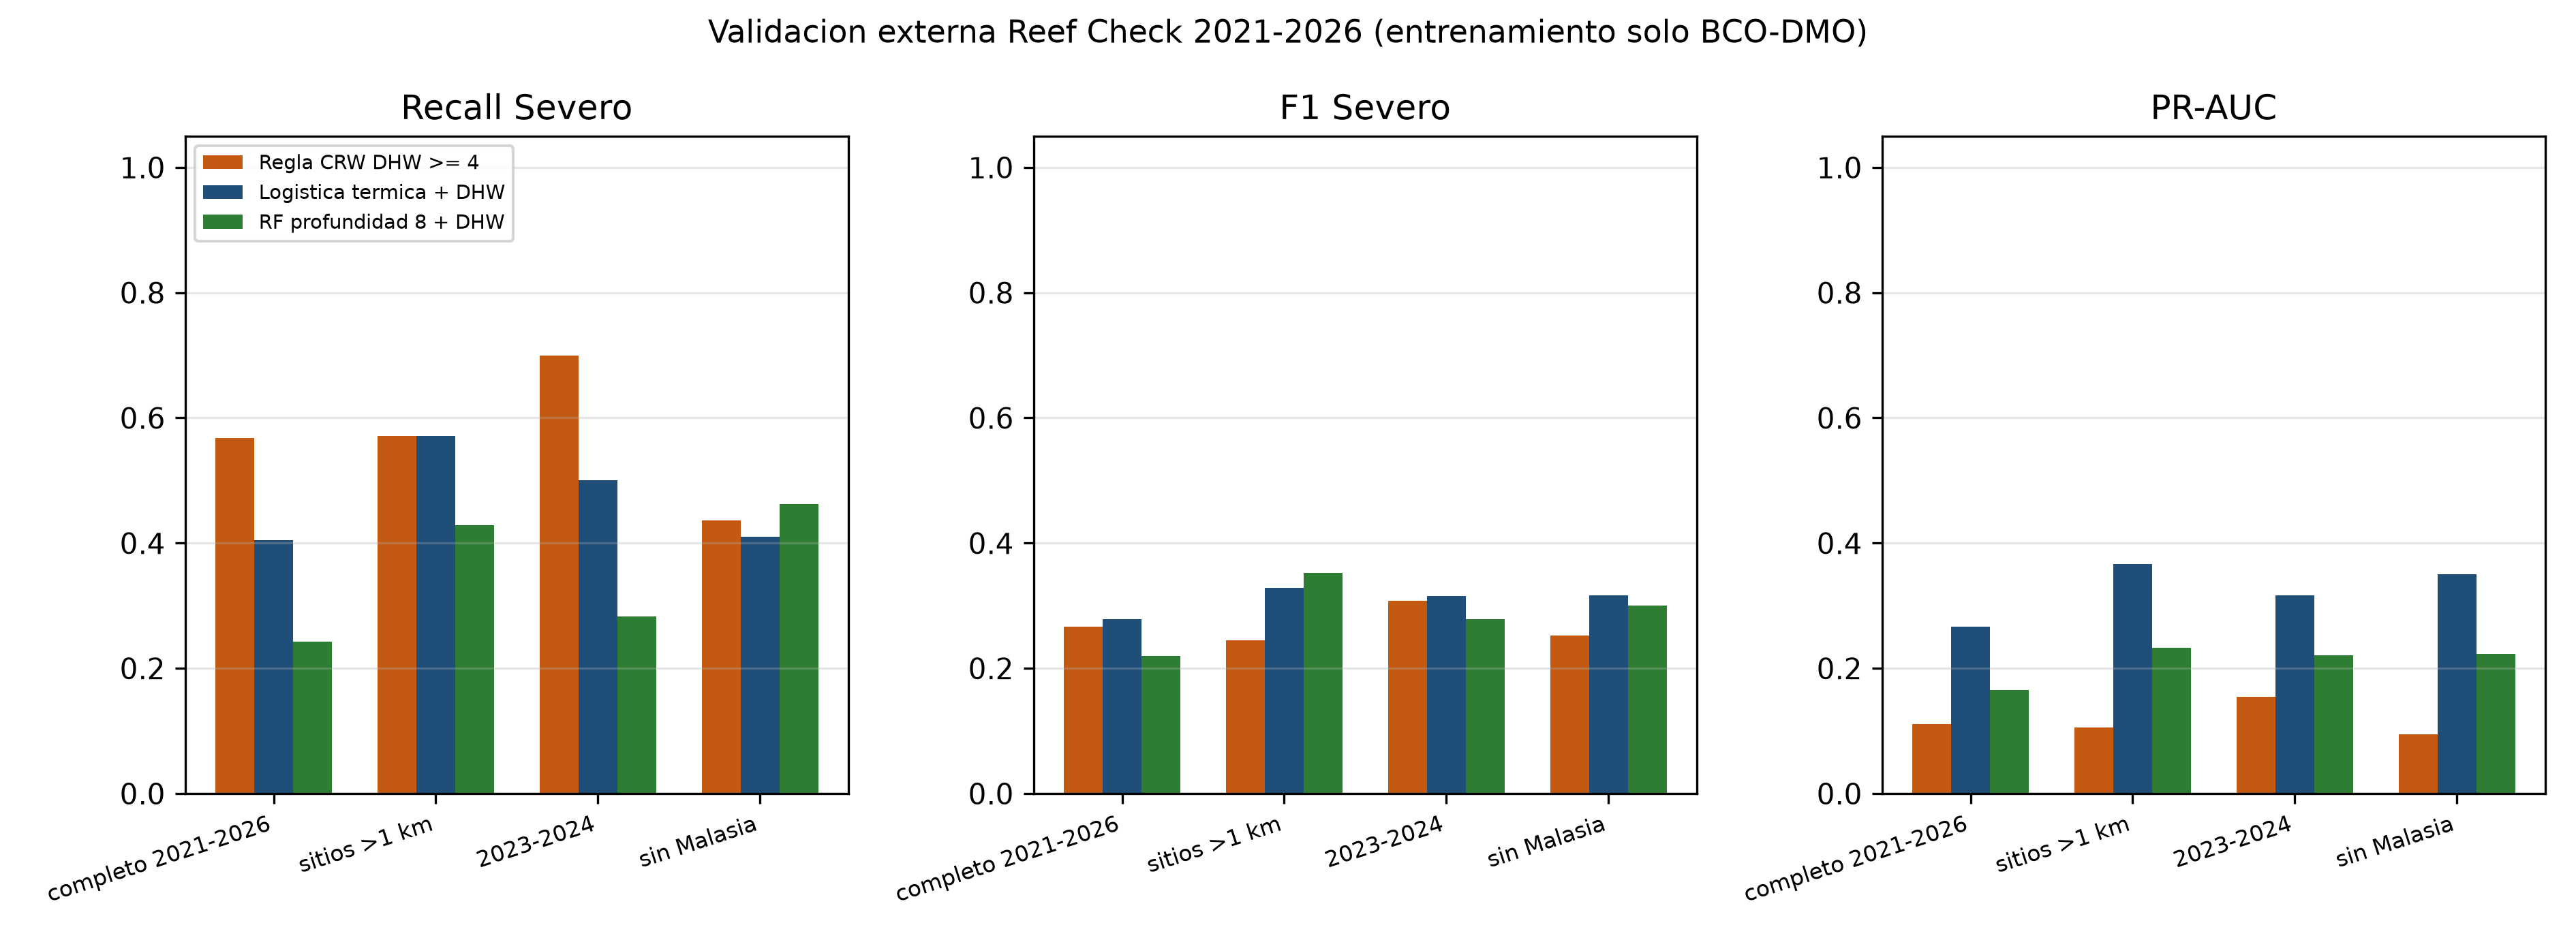 Validacion externa Reef Check 2021-2026 (entrenamiento solo BCO-DMO)
Recall Severo
1.0
0.8
0.6
0.4
0.2
0.0
Regla CRW DHW >= 4
Logistica termica + DHW
RF profundidad 8 + DHW
completo 2021-2026
sitios >1 km
2023-2024
sin Malasia
F1 Severo
1.0
0.8
0.6
0.4
0.2
0.0
completo 2021-2026
sitios >1 km
2023-2024
sin Malasia
PR-AUC
1.0
0.8
0.6
0.4
0.2
0.0
completo 2021-2026
sitios >1 km
2023-2024
sin Malasia